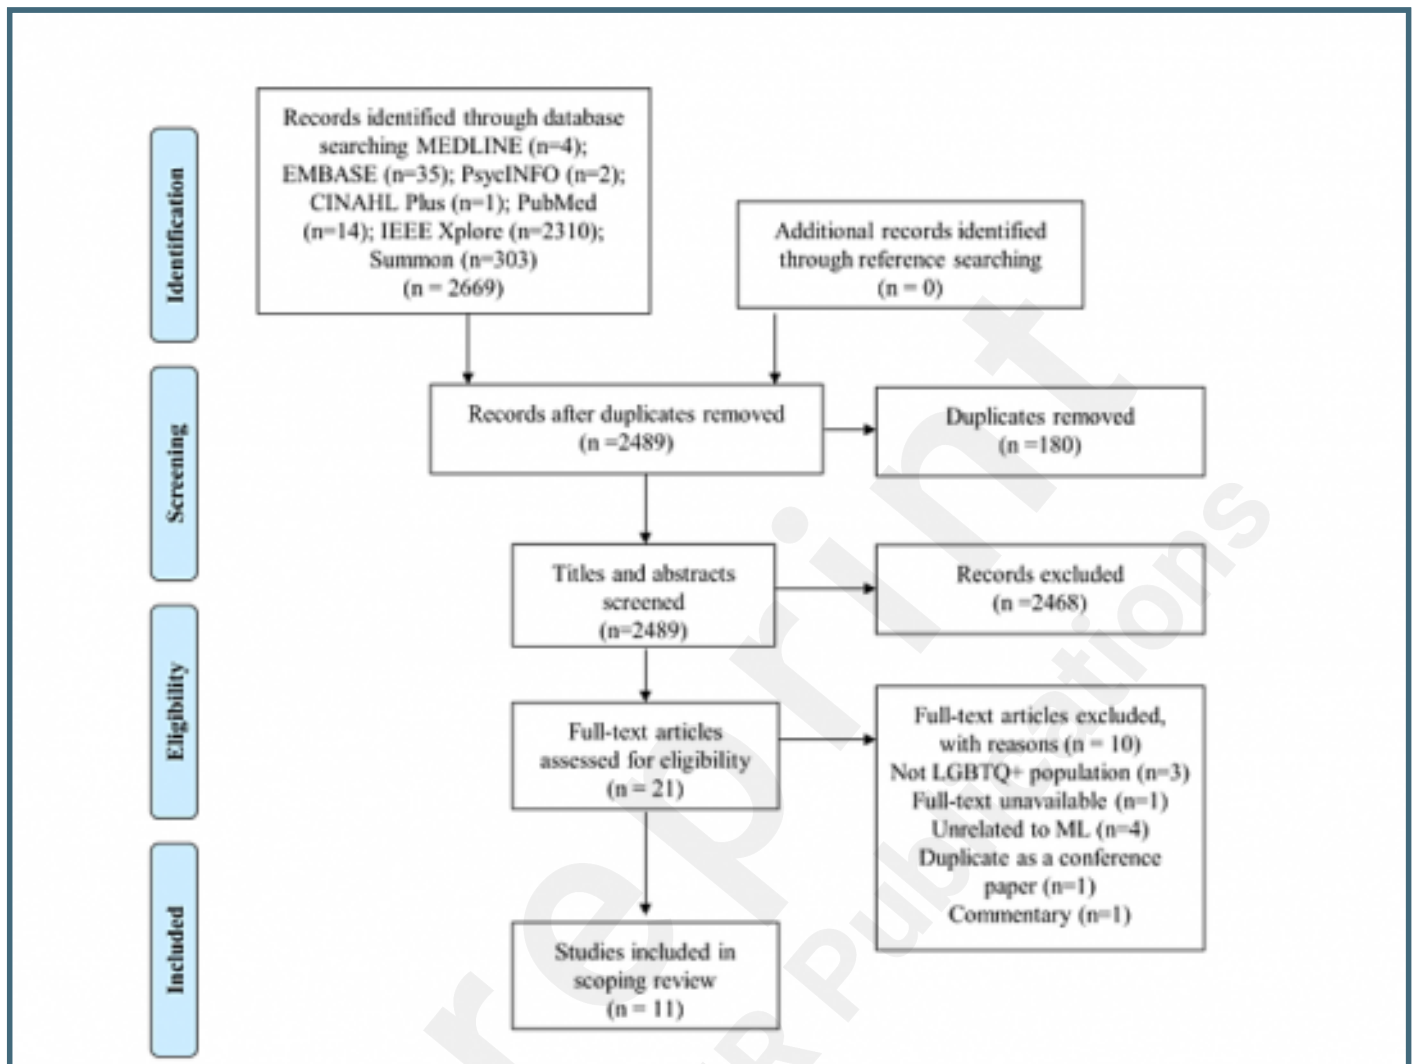 Identification
Records identified through database
searching MEDLINE (n=4);
EMBASE (n=35); PsycINFO (n=2);
CINAHL Plus (n=1); PubMed
(n=14); IEEE Xplore (n=2310);
Summon (n=303)
(n = 2669)
Additional records identified
through reference searching
(n = 0)
Screening
Records after duplicates removed
(n =2489)
Duplicates removed
(n =180)
Titles and abstracts
screened
(n=2489)
Records excluded
(n =2468)
Eligibility
Full-text articles
assessed for eligibility
(n = 21)
Full-text articles excluded,
with reasons (n = 10)
Not LGBTQ+ population (n=3)
Full-text unavailable (n=1)
Unrelated to ML (n=4)
Duplicate as a conference
paper (n=1)
Commentary (n=1)
Included
Studies included in
scoping review
(n = 11)
reprint
R Publications